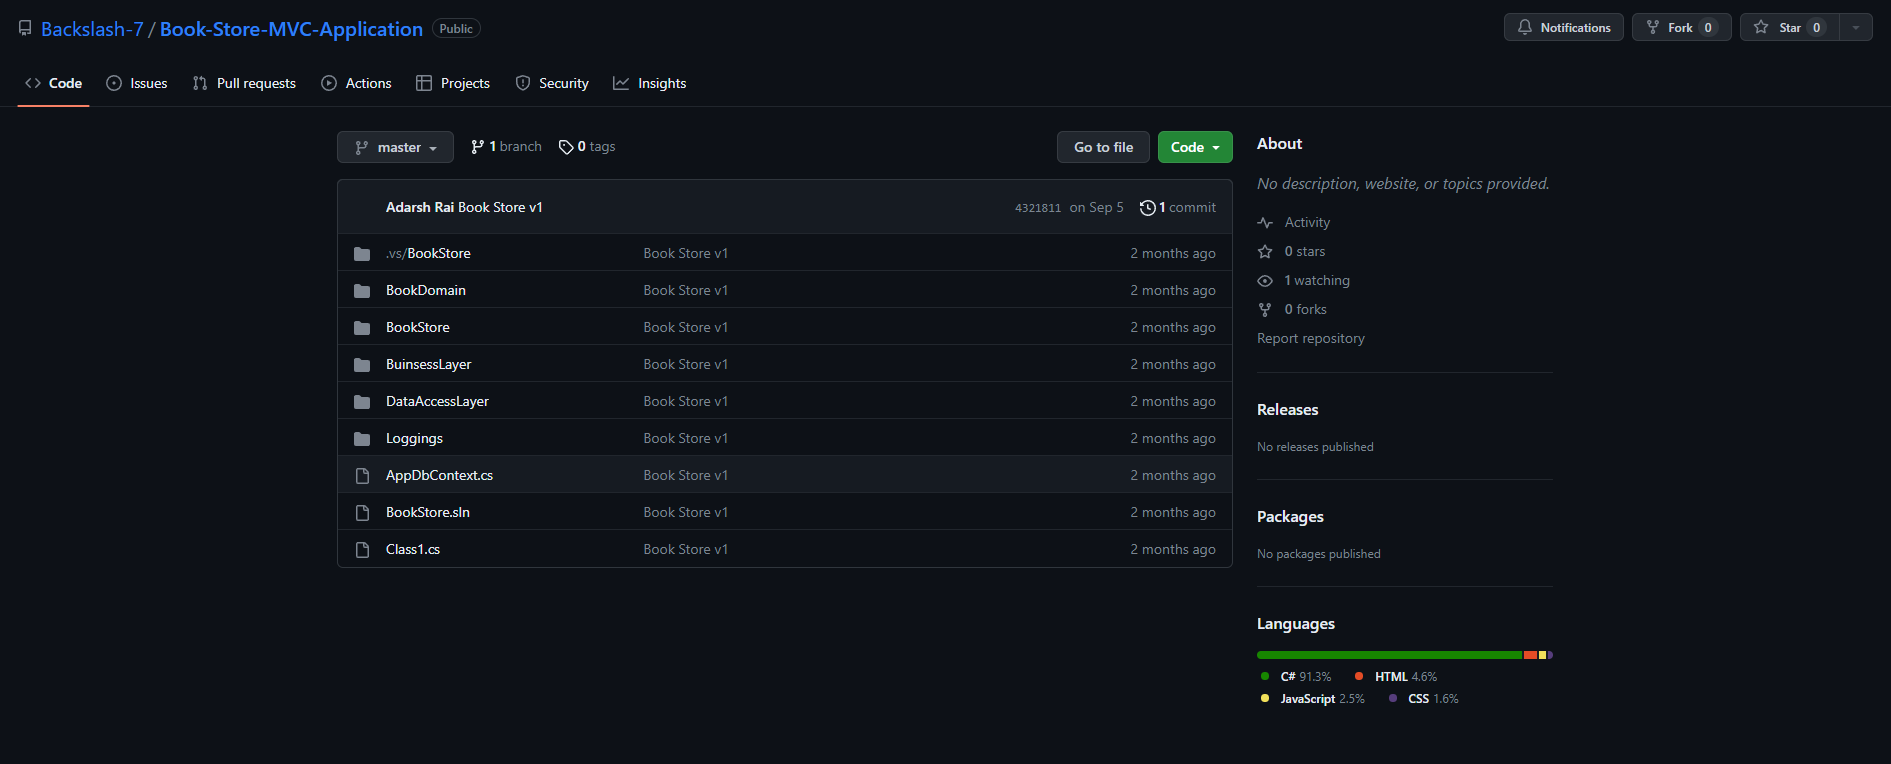 Backslash-7 / Book-Store-MVC-Application Public Notifications Fork 0 Star 0
Code Issues Pull requests Actions Projects Security Insights
master 1 branch 0 tags Go to file Code
Adarsh Rai Book Store v1 4321811 on Sep 5 1 commit
.vs/BookStore Book Store v1 2 months ago
BookDomain Book Store v1 2 months ago
BookStore Book Store v1 2 months ago
BuinsessLayer Book Store v1 2 months ago
DataAccessLayer Book Store v1 2 months ago
Loggings Book Store v1 2 months ago
AppDbContext.cs Book Store v1 2 months ago
BookStore.sln Book Store v1 2 months ago
Class1.cs Book Store v1 2 months ago
About
No description, website, or topics provided.
Activity
0 stars
1 watching
0 forks
Report repository
Releases
No releases published
Packages
No packages published
Languages
C# 91.3% HTML 4.6%
JavaScript 2.5% CSS 1.6%